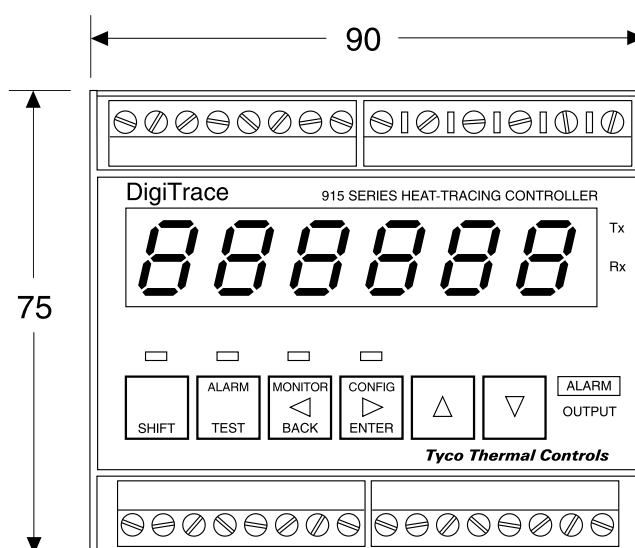 90
75
DigiTrace 915 SERIES HEAT-TRACING CONTROLLER
888888 Tx
Rx
ALARM MONITOR CONFIG ALARM
OUTPUT
SHIFT TEST BACK ENTER
Tyco Thermal Controls